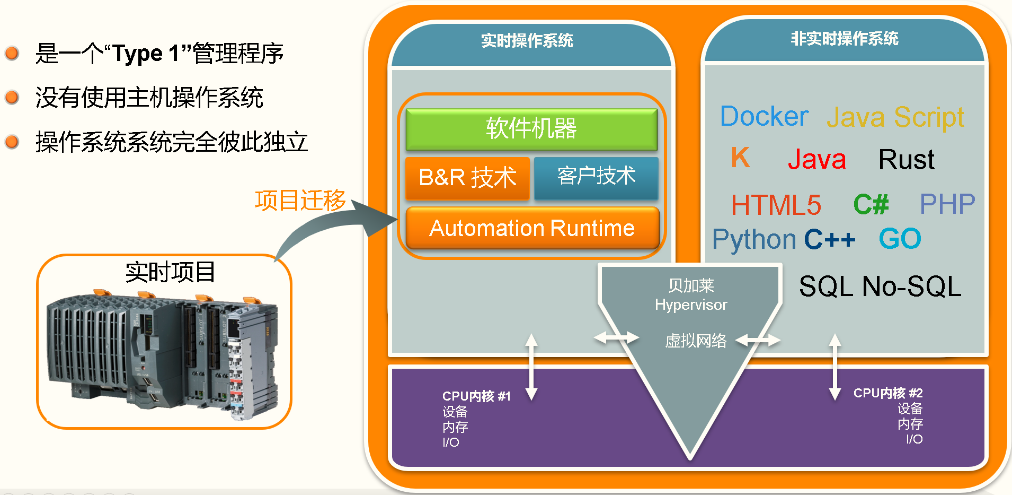 是一个“Type 1”管理程序
没有使用主机操作系统
操作系统系统完全彼此独立
项目迁移
实时项目
实时操作系统
软件机器
B&R 技术
客户技术
Automation Runtime
非实时操作系统
Docker
Java Script
K
Java
Rust
HTML5
C#
PHP
Python
C++
GO
SQL No-SQL
贝加莱
Hypervisor
虚拟网络
CPU内核 #1
设备
内存
I/O
CPU内核 #2
设备
内存
I/O